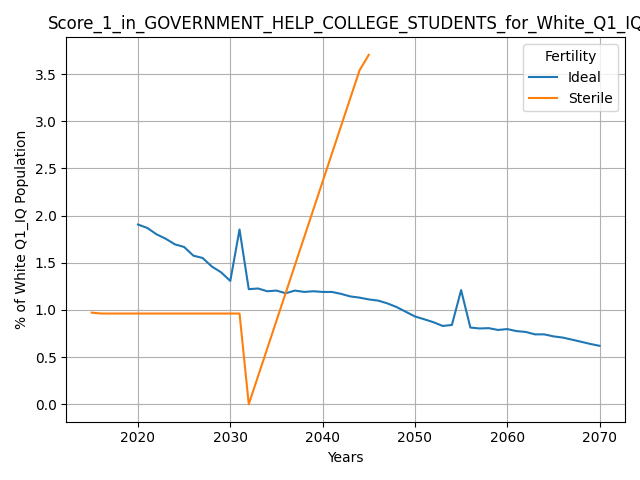 Score_1_in_GOVERNMENT_HELP_COLLEGE_STUDENTS_for_White_Q1_IQ
Fertility
Ideal
Sterile
% of White Q1_IQ Population
3.5
3.0
2.5
2.0
1.5
1.0
0.5
0.0
2020 2030 2040 2050 2060 2070
Years